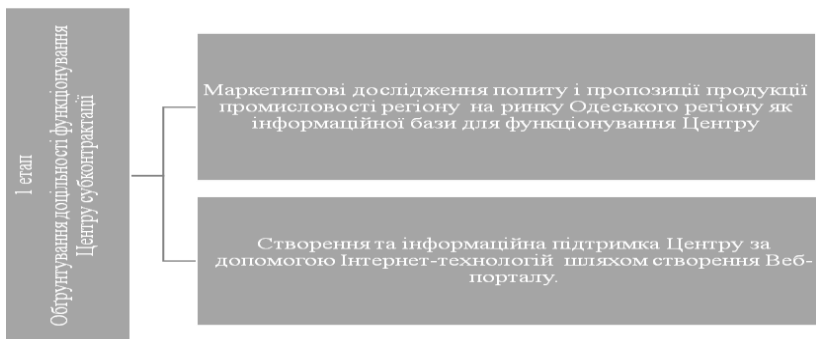 1 етап
Обґрунтування доцільності функціонування
Центру субконтрактації
Маркетингові дослідження попиту і пропозиції продукції
промисловості регіону на ринку Одеського регіону як
інформаційної бази для функціонування Центру
Створення та інформаційна підтримка Центру за
допомогою Інтернет-технологій шляхом створення Веб-
порталу.